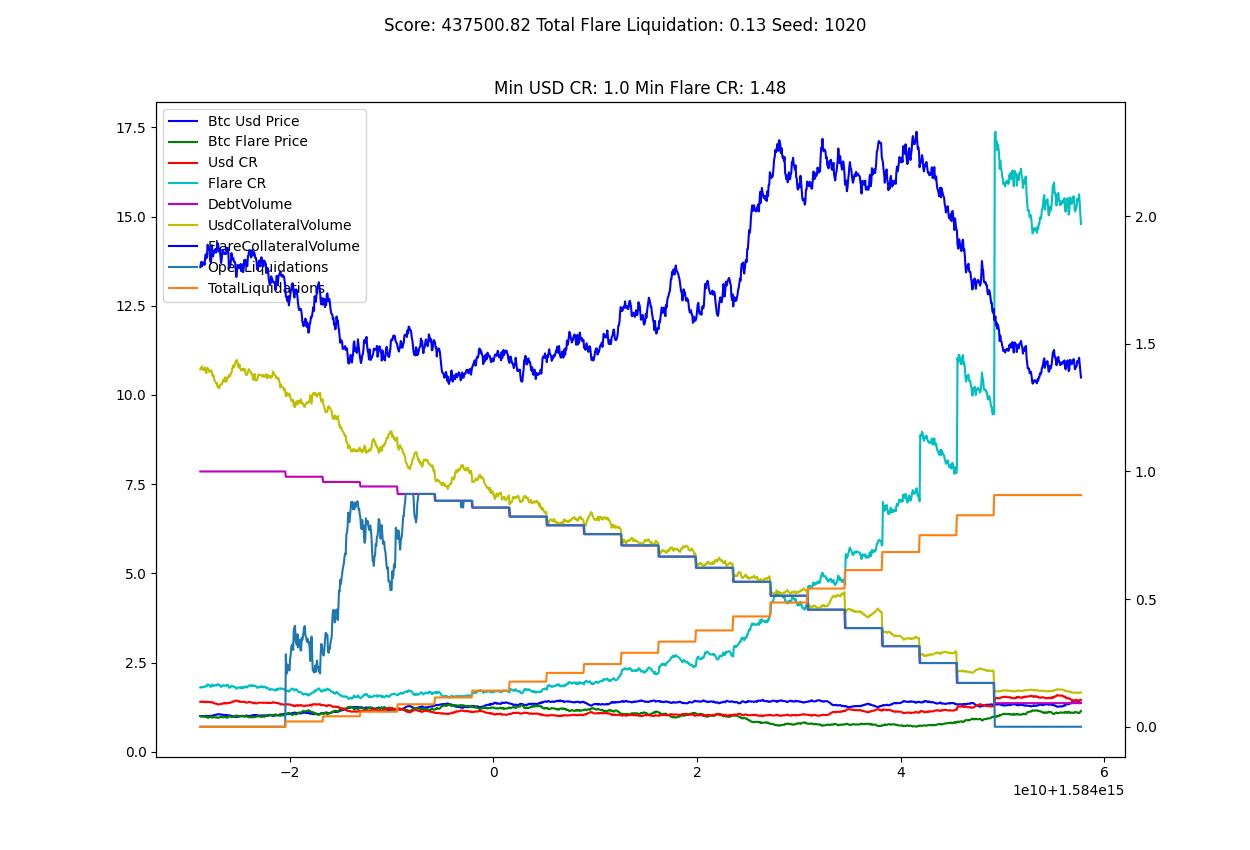 Score: 437500.82 Total Flare Liquidation: 0.13 Seed: 1020
Min USD CR: 1.0 Min Flare CR: 1.48
17.5
15.0
12.5
10.0
7.5
5.0
2.5
0.0
Btc Usd Price
Btc Flare Price
Usd CR
Flare CR
DebtVolume
UsdCollateralVolume
FlareCollateralVolume
OpenLiquidations
TotalLiquidations
2.0
1.5
1.0
0.5
0.0
−2
0
2
4
6
1e10+1.584e15